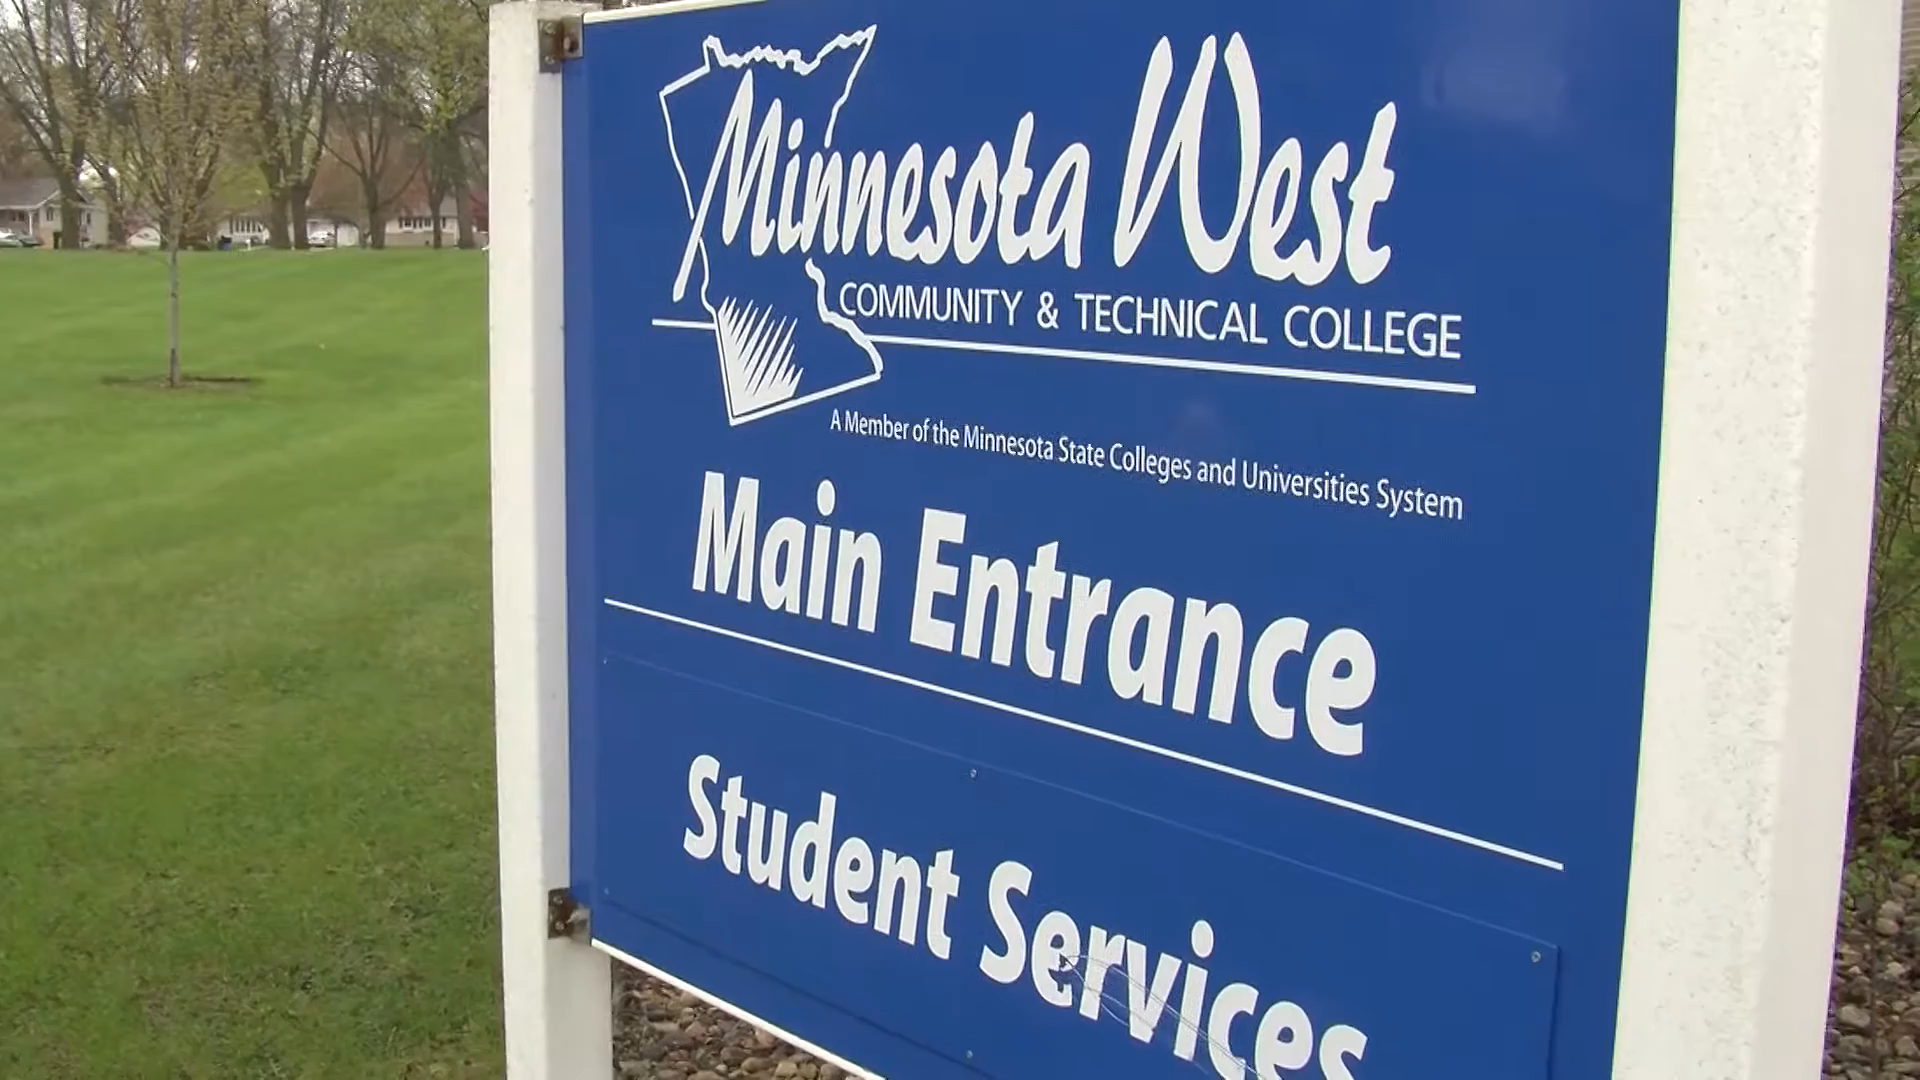 Minnesota West
COMMUNITY & TECHNICAL COLLEGE
A Member of the Minnesota State Colleges and Universities System
Main Entrance
Student Services